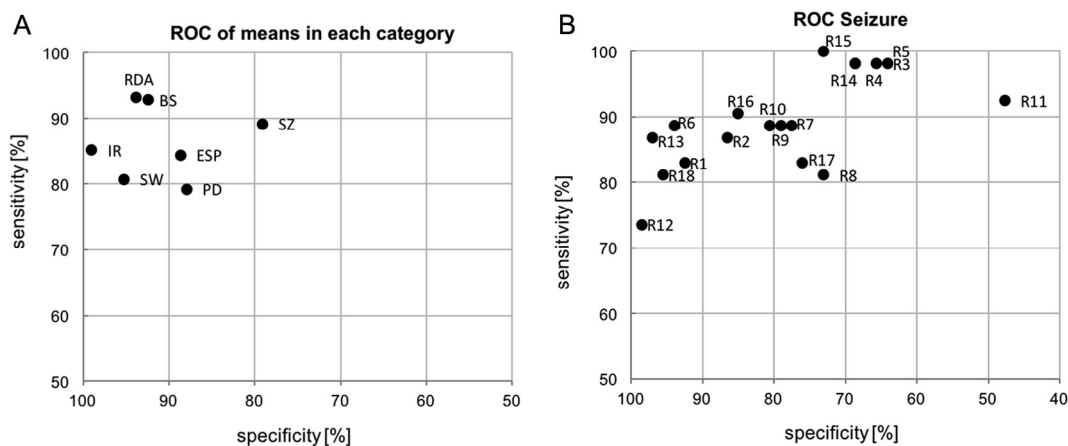 A
ROC of means in each category
100
90
80
70
60
50
sensitivity [%]
RDA
BS
SZ
IR
ESP
SW
PD
100 90 80 70 60 50
specificity [%]
B
ROC Seizure
100
90
80
70
60
50
sensitivity [%]
R15
R5
R3
R14 R4
R11
R16 R10
R6
R7
R13
R2
R9
R1
R17
R18
R8
R12
100 90 80 70 60 50 40
specificity [%]